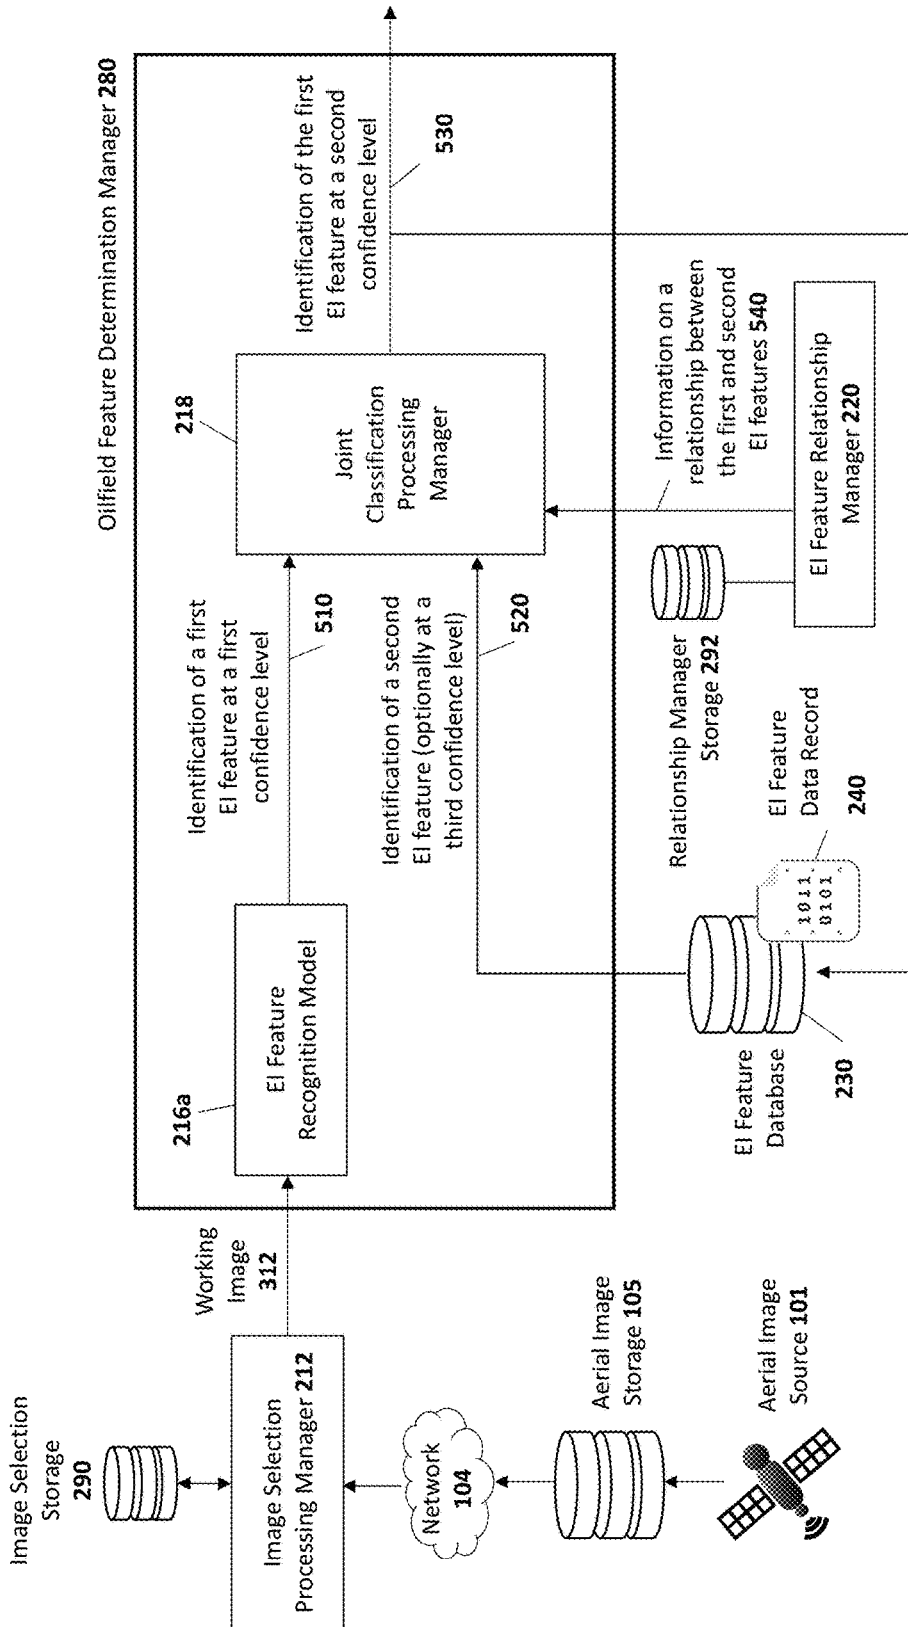 Oilfield Feature Determination Manager 280
Image Selection
Storage
290
Image Selection
Processing Manager 212
Network
104
Aerial Image
Storage 105
Aerial Image
Source 101
Working
Image
312
216a
EI Feature
Recognition Model
Identification of a first
EI feature at a first
confidence level
510
Identification of a second
EI feature (optionally at a
third confidence level)
520
218
Joint
Classification
Processing
Manager
Identification of the first
EI feature at a second
confidence level
530
EI Feature
Database
230
1011
0101
EI Feature
Data Record
240
Relationship Manager
Storage 292
Information on a
relationship between
the first and second
EI features 540
EI Feature Relationship
Manager 220